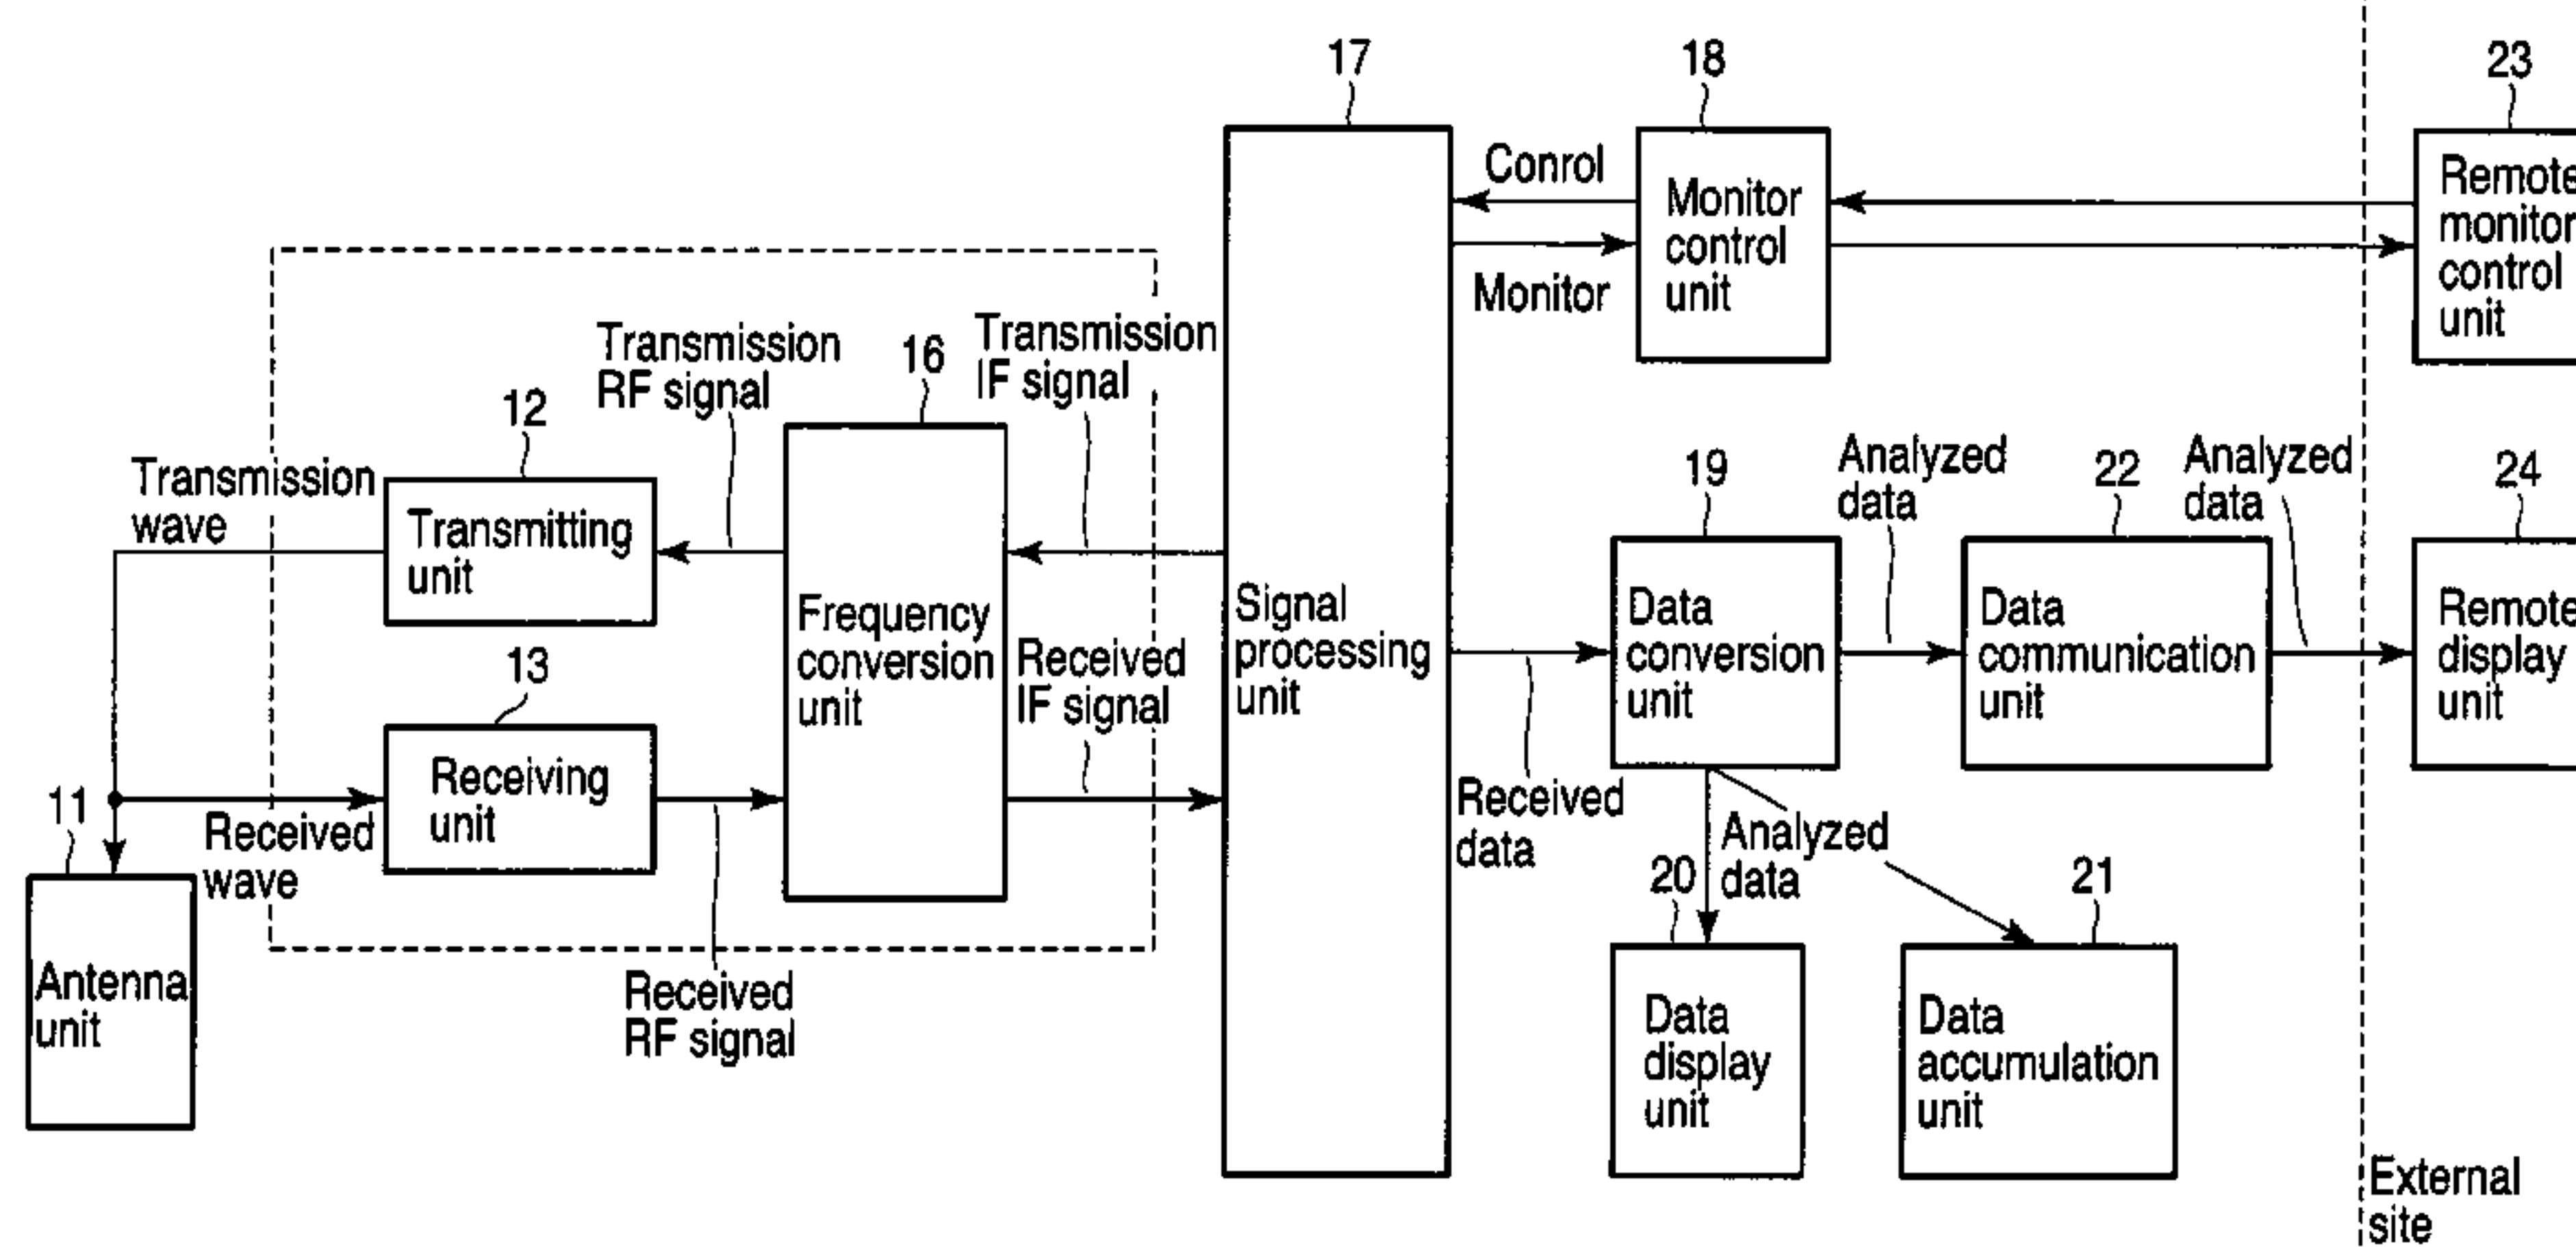 17
18
23
Conrol
Monitor
Monitor
control
unit
Remote
monitor
control
unit
Transmission
RF signal
16
Transmission
IF signal
12
Transmission
wave
Transmitting
unit
Frequency
conversion
unit
Signal
processing
unit
19
Analyzed
data
22
Analyzed
data
24
Data
conversion
unit
Data
communication
unit
Remote
display
unit
13
Received
IF signal
Receiving
unit
11
Received
wave
Received
data
Analyzed
data
20
21
Antenna
unit
Received
RF signal
Data
display
unit
Data
accumulation
unit
External
site